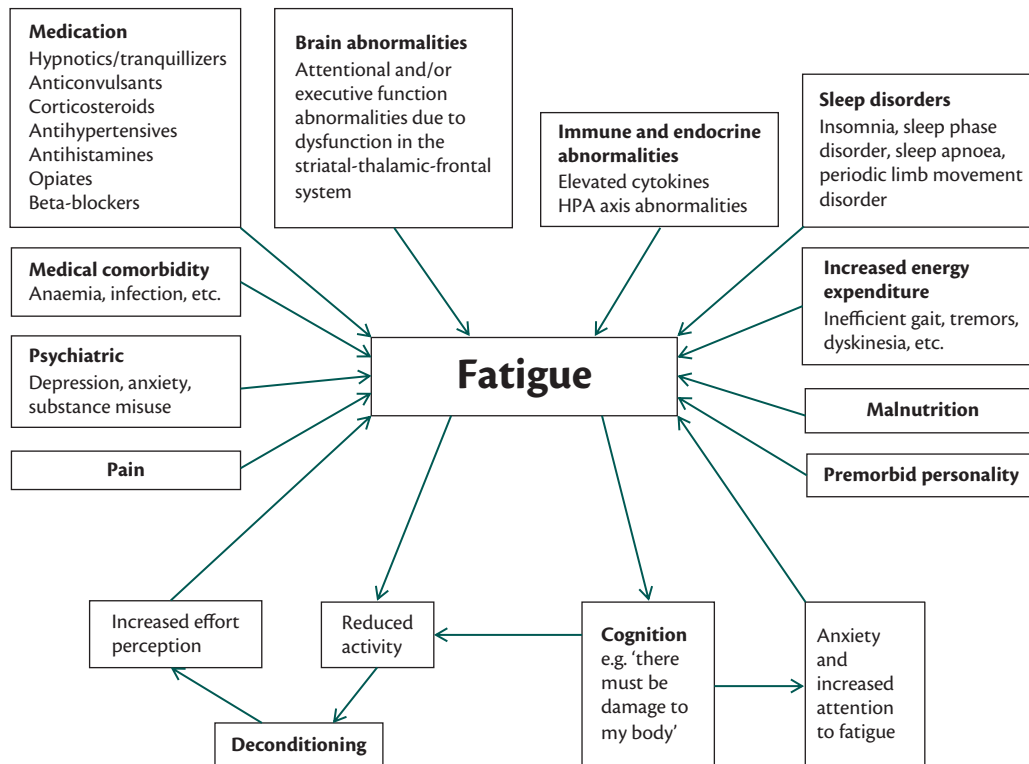 Medication
Hypnotics/tranquillizers
Anticonvulsants
Corticosteroids
Antihypertensives
Antihistamines
Opiates
Beta-blockers
Brain abnormalities
Attentional and/or
executive function
abnormalities due to
dysfunction in the
striatal-thalamic-frontal
system
Immune and endocrine
abnormalities
Elevated cytokines
HPA axis abnormalities
Sleep disorders
Insomnia, sleep phase
disorder, sleep apnoea,
periodic limb movement
disorder
Medical comorbidity
Anaemia, infection, etc.
Increased energy
expenditure
Inefficient gait, tremors,
dyskinesia, etc.
Psychiatric
Depression, anxiety,
substance misuse
Fatigue
Malnutrition
Pain
Premorbid personality
Increased effort
perception
Reduced
activity
Cognition
e.g. ‘there
must be
damage to
my body’
Anxiety
and
increased
attention
to fatigue
Deconditioning